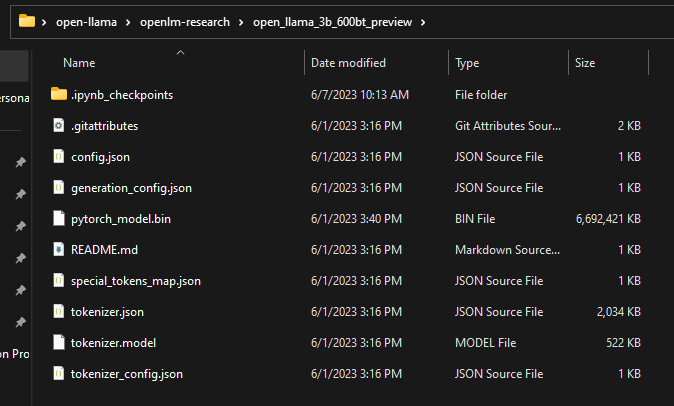 open-llama > openlm-research > open_llama_3b_600bt_preview >
Name Date modified Type Size
.ipynb_checkpoints 6/7/2023 10:13 AM File folder
ersona
.gitattributes 6/1/2023 3:16 PM Git Attributes Sour... 2 KB
config.json 6/1/2023 3:16 PM JSON Source File 1 KB
generation_config.json 6/1/2023 3:16 PM JSON Source File 1 KB
pytorch_model.bin 6/1/2023 3:40 PM BIN File 6,692,421 KB
README.md 6/1/2023 3:16 PM Markdown Source... 1 KB
special_tokens_map.json 6/1/2023 3:16 PM JSON Source File 1 KB
tokenizer.json 6/1/2023 3:16 PM JSON Source File 2,034 KB
tokenizer.model 6/1/2023 3:16 PM MODEL File 522 KB
on Pro
tokenizer_config.json 6/1/2023 3:16 PM JSON Source File 1 KB